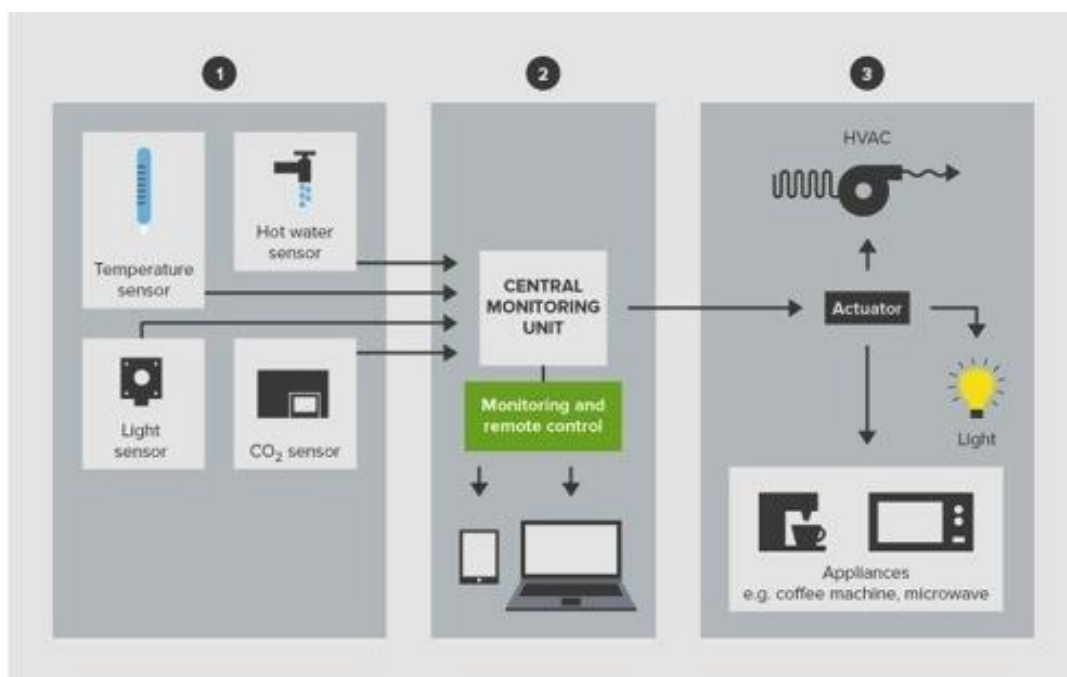 1
2
3
Temperature
sensor
Hot water
sensor
Light
sensor
CO₂ sensor
CENTRAL
MONITORING
UNIT
Monitoring and
remote control
HVAC
Actuator
Light
Appliances
e.g. coffee machine, microwave